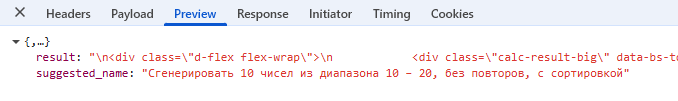 Headers Payload Preview Response Initiator Timing Cookies
{,…}
result: "\n<div class=\"d-flex flex-wrap\">\n <div class=\"calc-result-big\" data-bs-to
suggested_name: "Сгенерировать 10 чисел из диапазона 10 – 20, без повторов, с сортировкой"